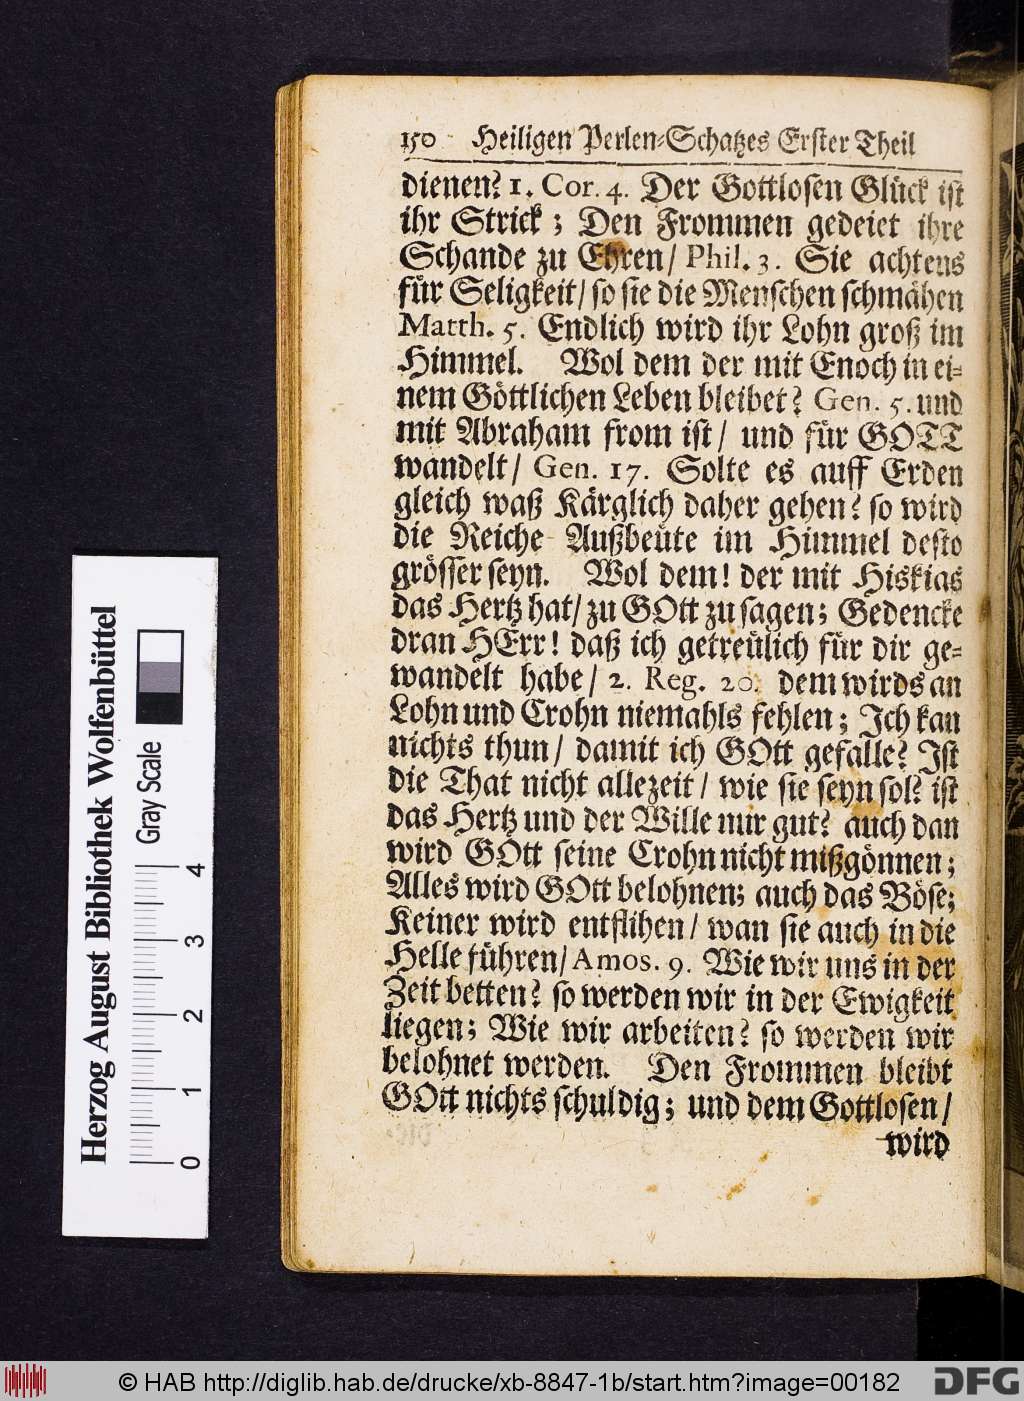 150 Heiligen Perlen-Schatzes Erster Theil
dienen? 1. Cor. 4. Der Gottlosen Glück ist
ihr Strick; Den Frommen gedeiet ihre
Schande zu Ehren/ Phil. 3. Sie achtens
für Seligkeit/ so sie die Menschen schmähen
Matth. 5. Endlich wird ihr Lohn groß im
Himmel. Wol dem der mit Enoch in ei-
nem Göttlichen Leben bleibet? Gen. 5. und
mit Abraham from ist/ und für GOTT
wandelt/ Gen. 17. Solte es auff Erden
gleich waß Kärglich daher gehen? so wird
die Reiche Außbeute im Himmel desto
grösser seyn. Wol dem! der mit Hiskias
das Hertz hat/ zu GOtt zu sagen; Gedencke
dran HErr! daß ich getreulich für dir ge-
wandelt habe/ 2. Reg. 20. dem wirds an
Lohn und Crohn niemahls fehlen; Ich kan
nichts thun/ damit ich GOtt gefalle? Ist
die That nicht allezeit/ wie sie seyn sol? ist
das Hertz und der Wille nur gut? auch dan
wird GOtt seine Crohn nicht mißgönnen;
Alles wird GOtt belohnen; auch das Böse;
Keiner wird entflihen/ wan sie auch in die
Helle führen/ Amos. 9. Wie wir uns in der
Zeit betten? so werden wir in der Ewigkeit
liegen; Wie wir arbeiten? so werden wir
belohnet werden. Den Frommen bleibt
GOtt nichts schuldig; und dem Gottlosen/
wird
Herzog August Bibliothek Wolfenbüttel
Gray Scale
0 1 2 3 4
© HAB http://diglib.hab.de/drucke/xb-8847-1b/start.htm?image=00182
DFG